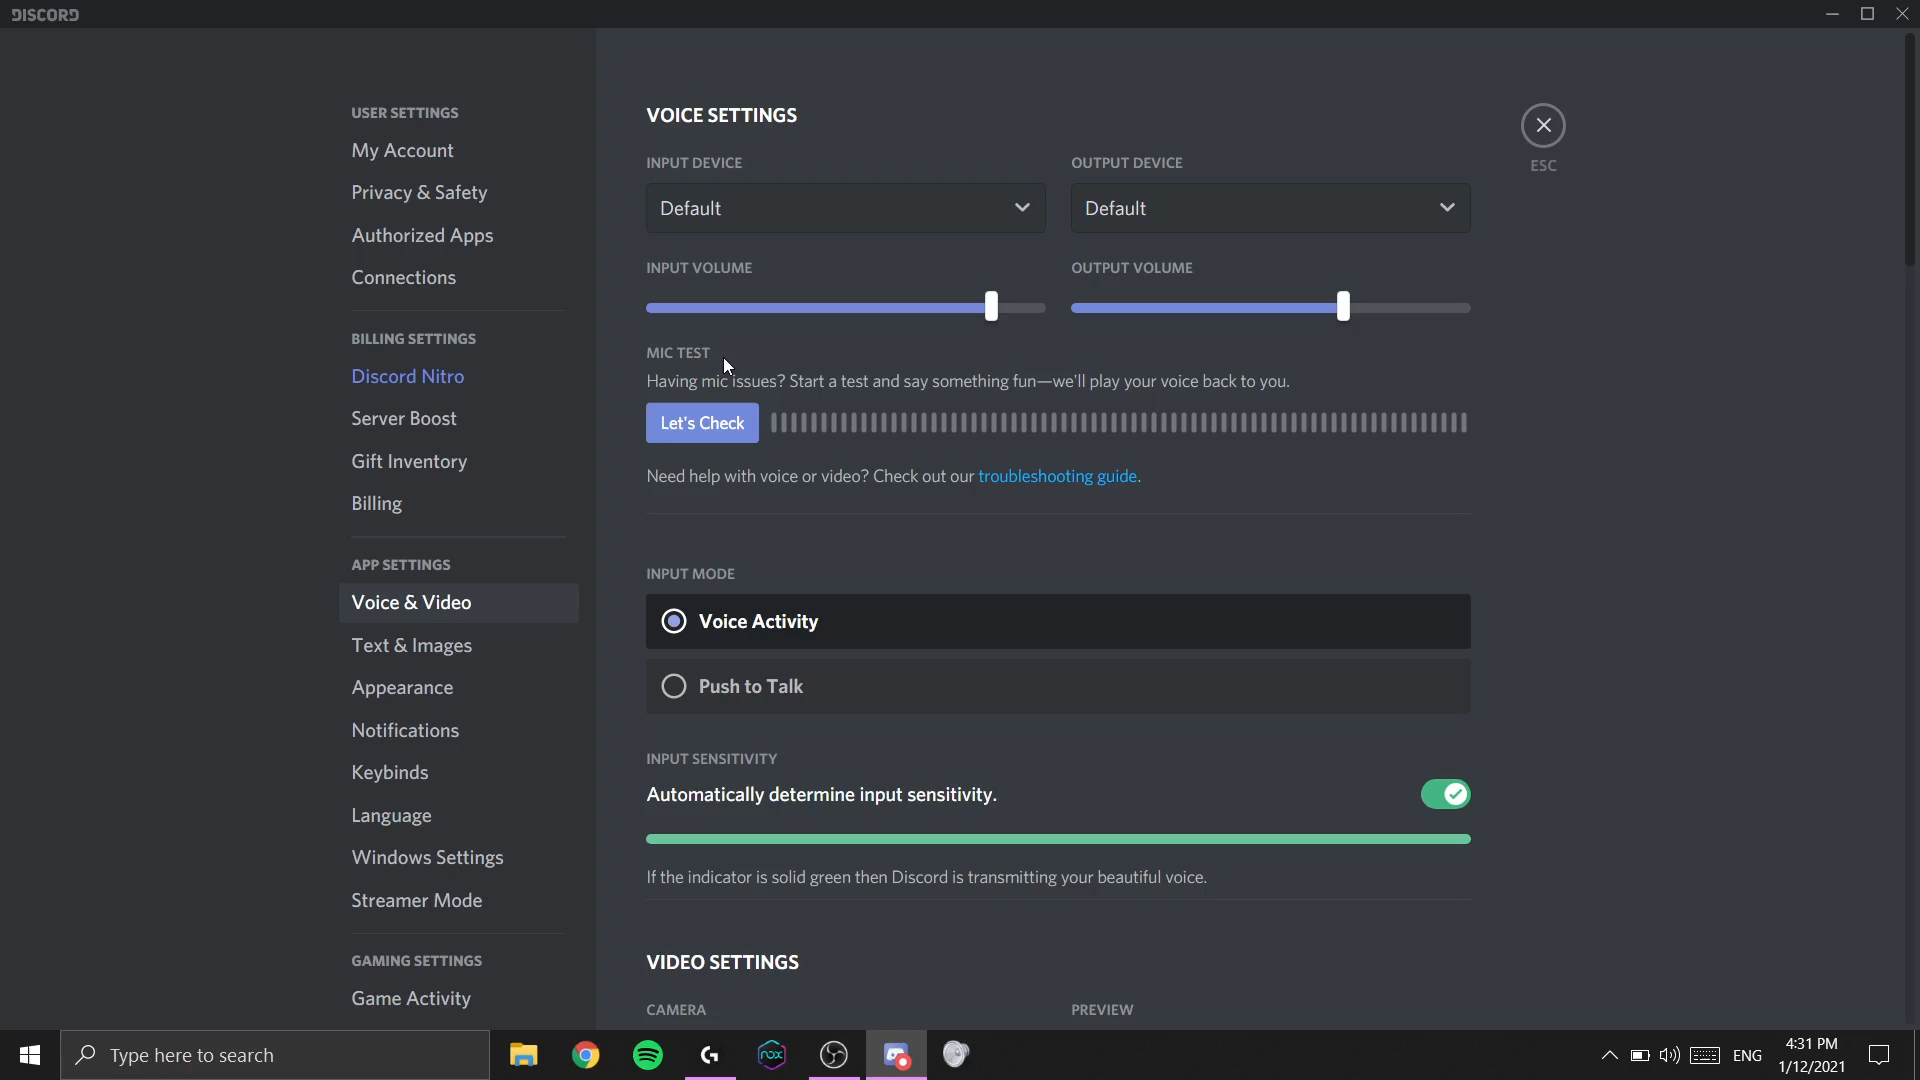 DISCORD
USER SETTINGS
My Account
Privacy & Safety
Authorized Apps
Connections
BILLING SETTINGS
Discord Nitro
Server Boost
Gift Inventory
Billing
APP SETTINGS
Voice & Video
Text & Images
Appearance
Notifications
Keybinds
Language
Windows Settings
Streamer Mode
GAMING SETTINGS
Game Activity
VOICE SETTINGS
INPUT DEVICE
Default
OUTPUT DEVICE
Default
INPUT VOLUME
OUTPUT VOLUME
MIC TEST
Having mic issues? Start a test and say something fun—we'll play your voice back to you.
Let's Check
Need help with voice or video? Check out our troubleshooting guide.
INPUT MODE
Voice Activity
Push to Talk
INPUT SENSITIVITY
Automatically determine input sensitivity.
If the indicator is solid green then Discord is transmitting your beautiful voice.
VIDEO SETTINGS
CAMERA
PREVIEW
ESC
Type here to search
nox
ENG
4:31 PM
1/12/2021